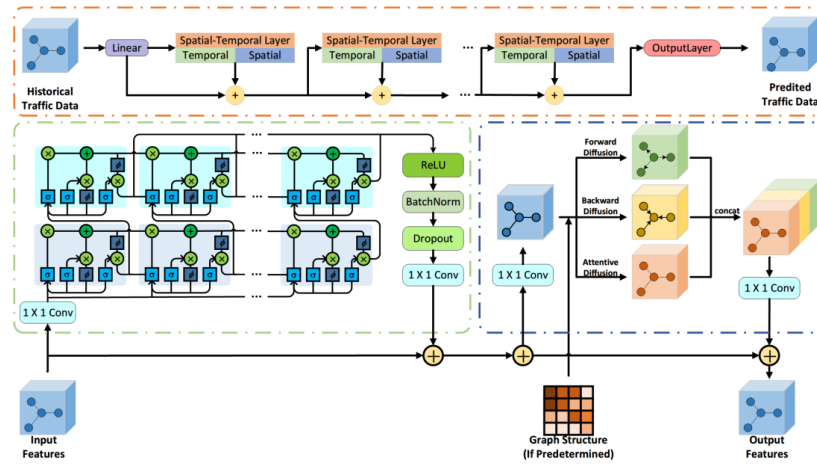 Linear
Spatial-Temporal Layer
Temporal Spatial
Spatial-Temporal Layer
Temporal Spatial
...
Spatial-Temporal Layer
Temporal Spatial
OutputLayer
Historical
Traffic Data
+
+
...
+
Predited
Traffic Data
...
...
× + ϕ × ×
σ σ ϕ σ
× + ϕ × ×
σ σ ϕ σ
× + ϕ × ×
σ σ ϕ σ
...
× + ϕ × ×
σ σ ϕ σ
× + ϕ × ×
σ σ ϕ σ
× + ϕ × ×
σ σ ϕ σ
...
1 X 1 Conv
ReLU
BatchNorm
Dropout
1 X 1 Conv
Forward
Diffusion
Backward
Diffusion
Attentive
Diffusion
concat
1 X 1 Conv
1 X 1 Conv
+
+
+
Input
Features
Graph Structure
(If Predetermined)
Output
Features